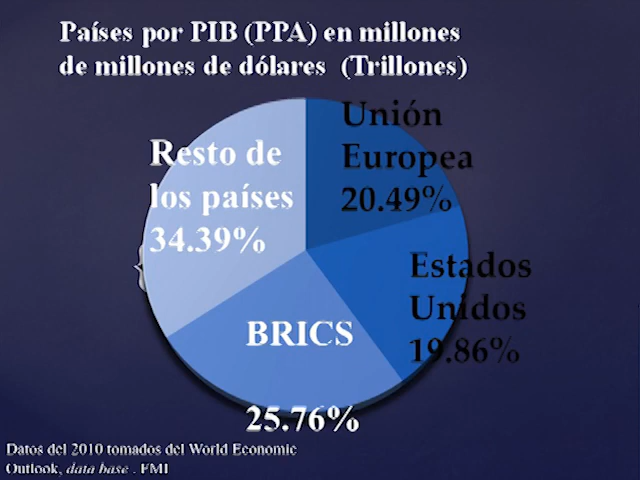 Países por PIB (PPA) en millones
de millones de dólares (Trillones)
Unión
Europea
20.49%
Resto de
los países
34.39%
Estados
Unidos
19.86%
BRICS
25.76%
Datos del 2010 tomados del World Economic
Outlook, data base . FMI